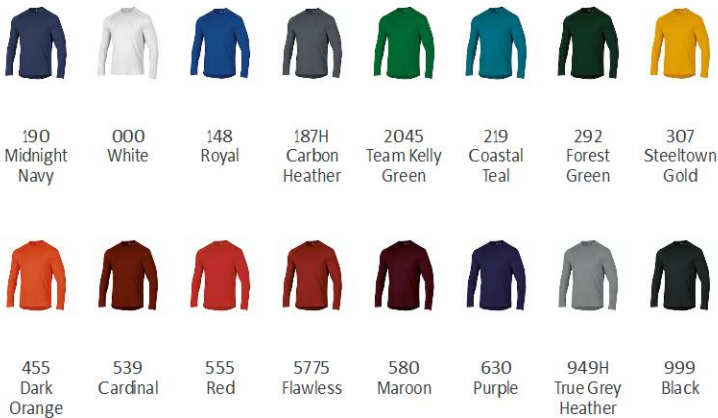 190
Midnight
Navy
000
White
148
Royal
187H
Carbon
Heather
2045
Team Kelly
Green
219
Coastal
Teal
292
Forest
Green
307
Steeltown
Gold
455
Dark
Orange
539
Cardinal
555
Red
5775
Flawless
580
Maroon
630
Purple
949H
True Grey
Heather
999
Black